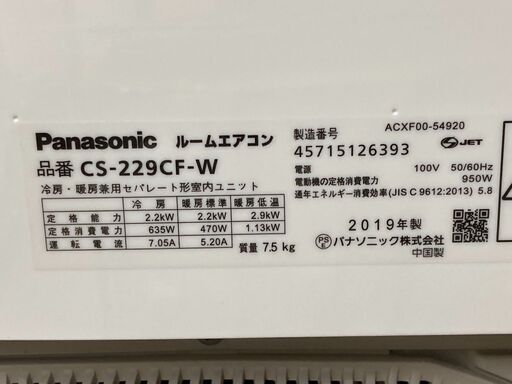 Panasonic ルームエアコン
品番 CS-229CF-W
冷房・暖房兼用セパレート形室内ユニット
冷房 暖房標準 暖房低温
定格能力 2.2kW 2.2kW 2.9kW
定格消費電力 635W 470W 1.13kW
運転電流 7.05A 5.20A
質量 7.5 kg
ACXF00-54920
製造番号
45715126393
JET
電源 100V 50/60Hz
電動機の定格消費電力 950W
通年エネルギー消費効率(JIS C 9612:2013) 5.8
2019年製
PS E パナソニック株式会社
中国製